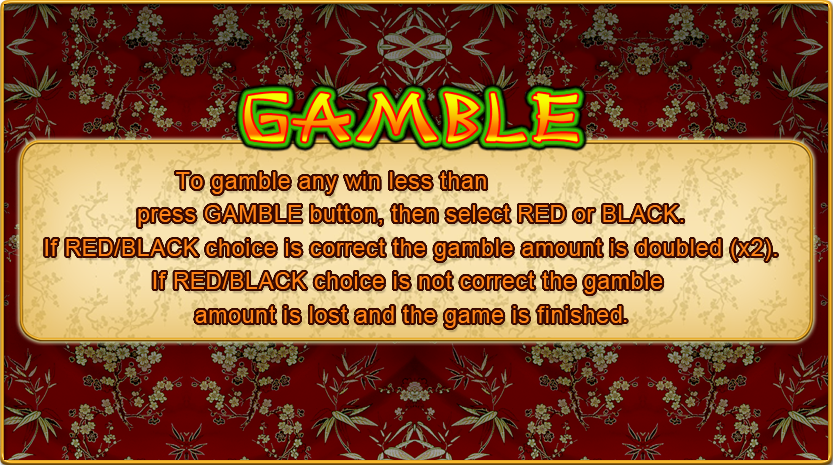 GAMBLE
To gamble any win less than
press GAMBLE button, then select RED or BLACK.
If RED/BLACK choice is correct the gamble amount is doubled (x2).
If RED/BLACK choice is not correct the gamble
amount is lost and the game is finished.